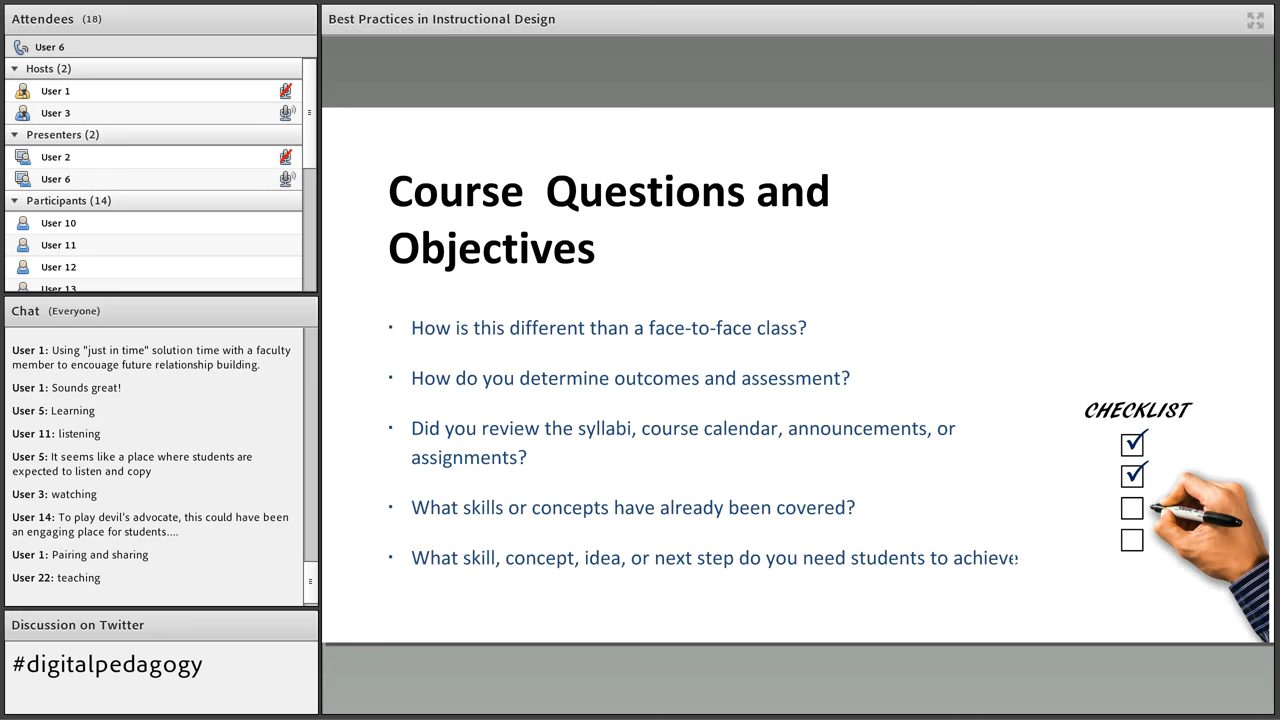 Attendees (18)
User 6
Hosts (2)
User 1
User 3
Presenters (2)
User 2
User 6
Participants (14)
User 10
User 11
User 12
User 13
Chat (Everyone)
User 1: Using "just in time" solution time with a faculty
member to encouage future relationship building.
User 1: Sounds great!
User 5: Learning
User 11: listening
User 5: It seems like a place where students are
expected to listen and copy
User 3: watching
User 14: To play devil's advocate, this could have been
an engaging place for students....
User 1: Pairing and sharing
User 22: teaching
Discussion on Twitter
#digitalpedagogy
Best Practices in Instructional Design
Course Questions and
Objectives
· How is this different than a face-to-face class?
· How do you determine outcomes and assessment?
· Did you review the syllabi, course calendar, announcements, or
assignments?
· What skills or concepts have already been covered?
· What skill, concept, idea, or next step do you need students to achieve
CHECKLIST